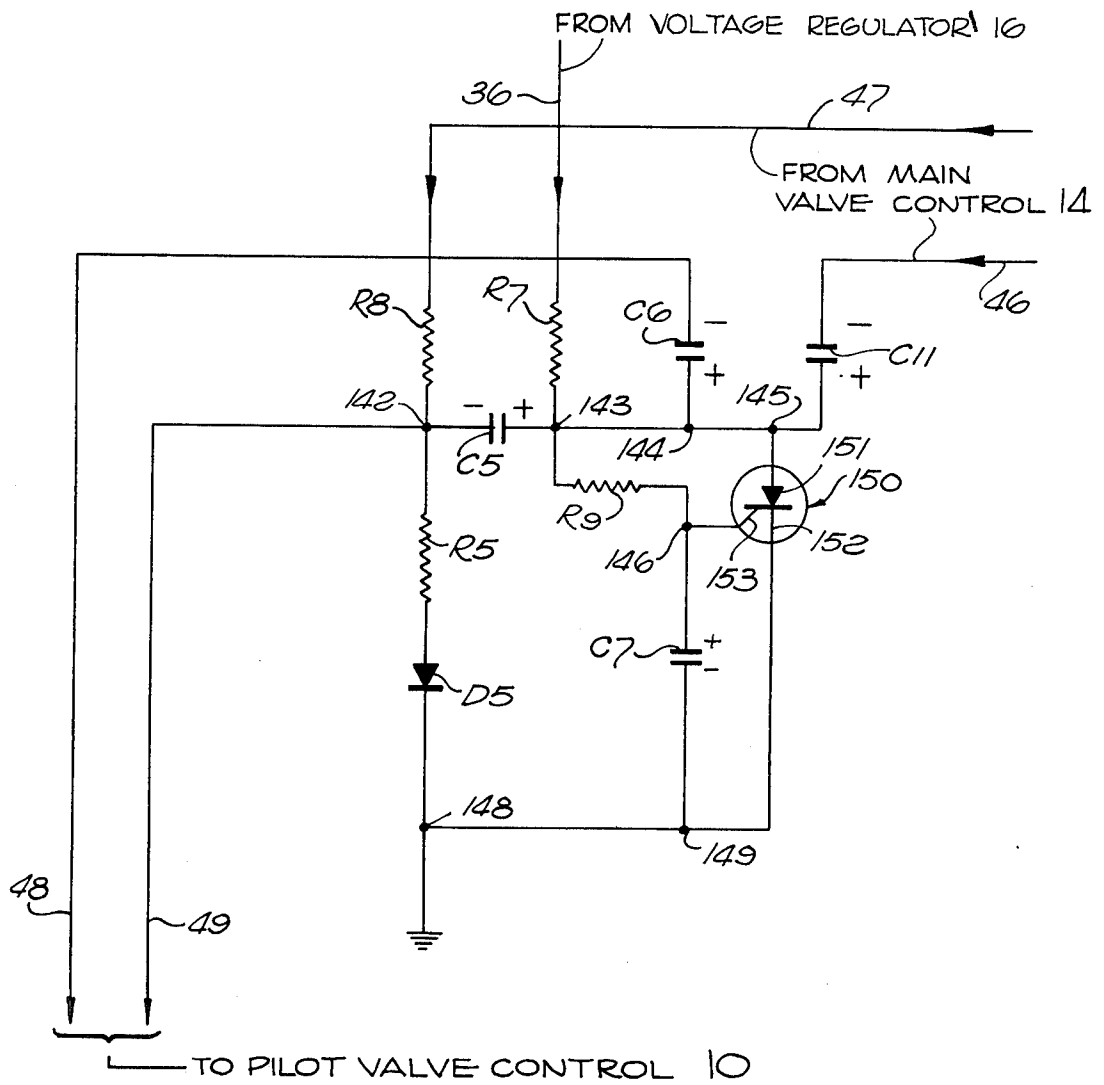 FROM VOLTAGE REGULATOR 16
36
47
FROM MAIN
VALVE CONTROL 14
46
R8
R7
C6
−
+
−
+
C11
142
−
+
143
C5
144
145
151
150
R9
152
146
153
R5
C7
+
−
D5
148
149
48
49
TO PILOT VALVE CONTROL 10